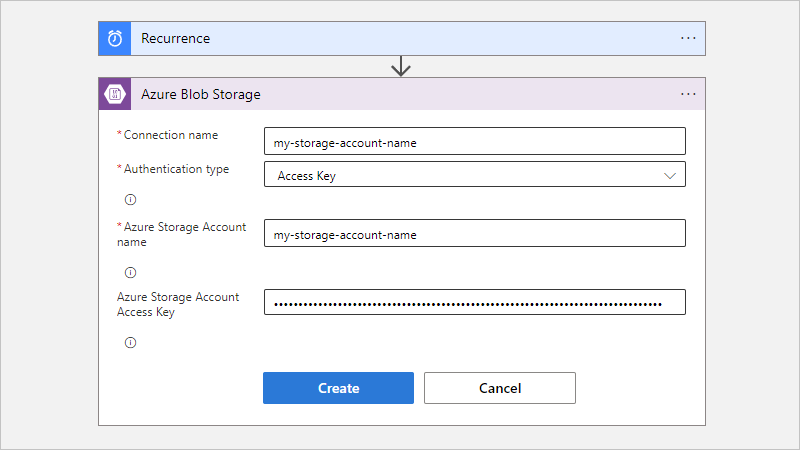 Recurrence
Azure Blob Storage
*Connection name
my-storage-account-name
*Authentication type
Access Key
*Azure Storage Account
name
my-storage-account-name
Azure Storage Account
Access Key
Create
Cancel